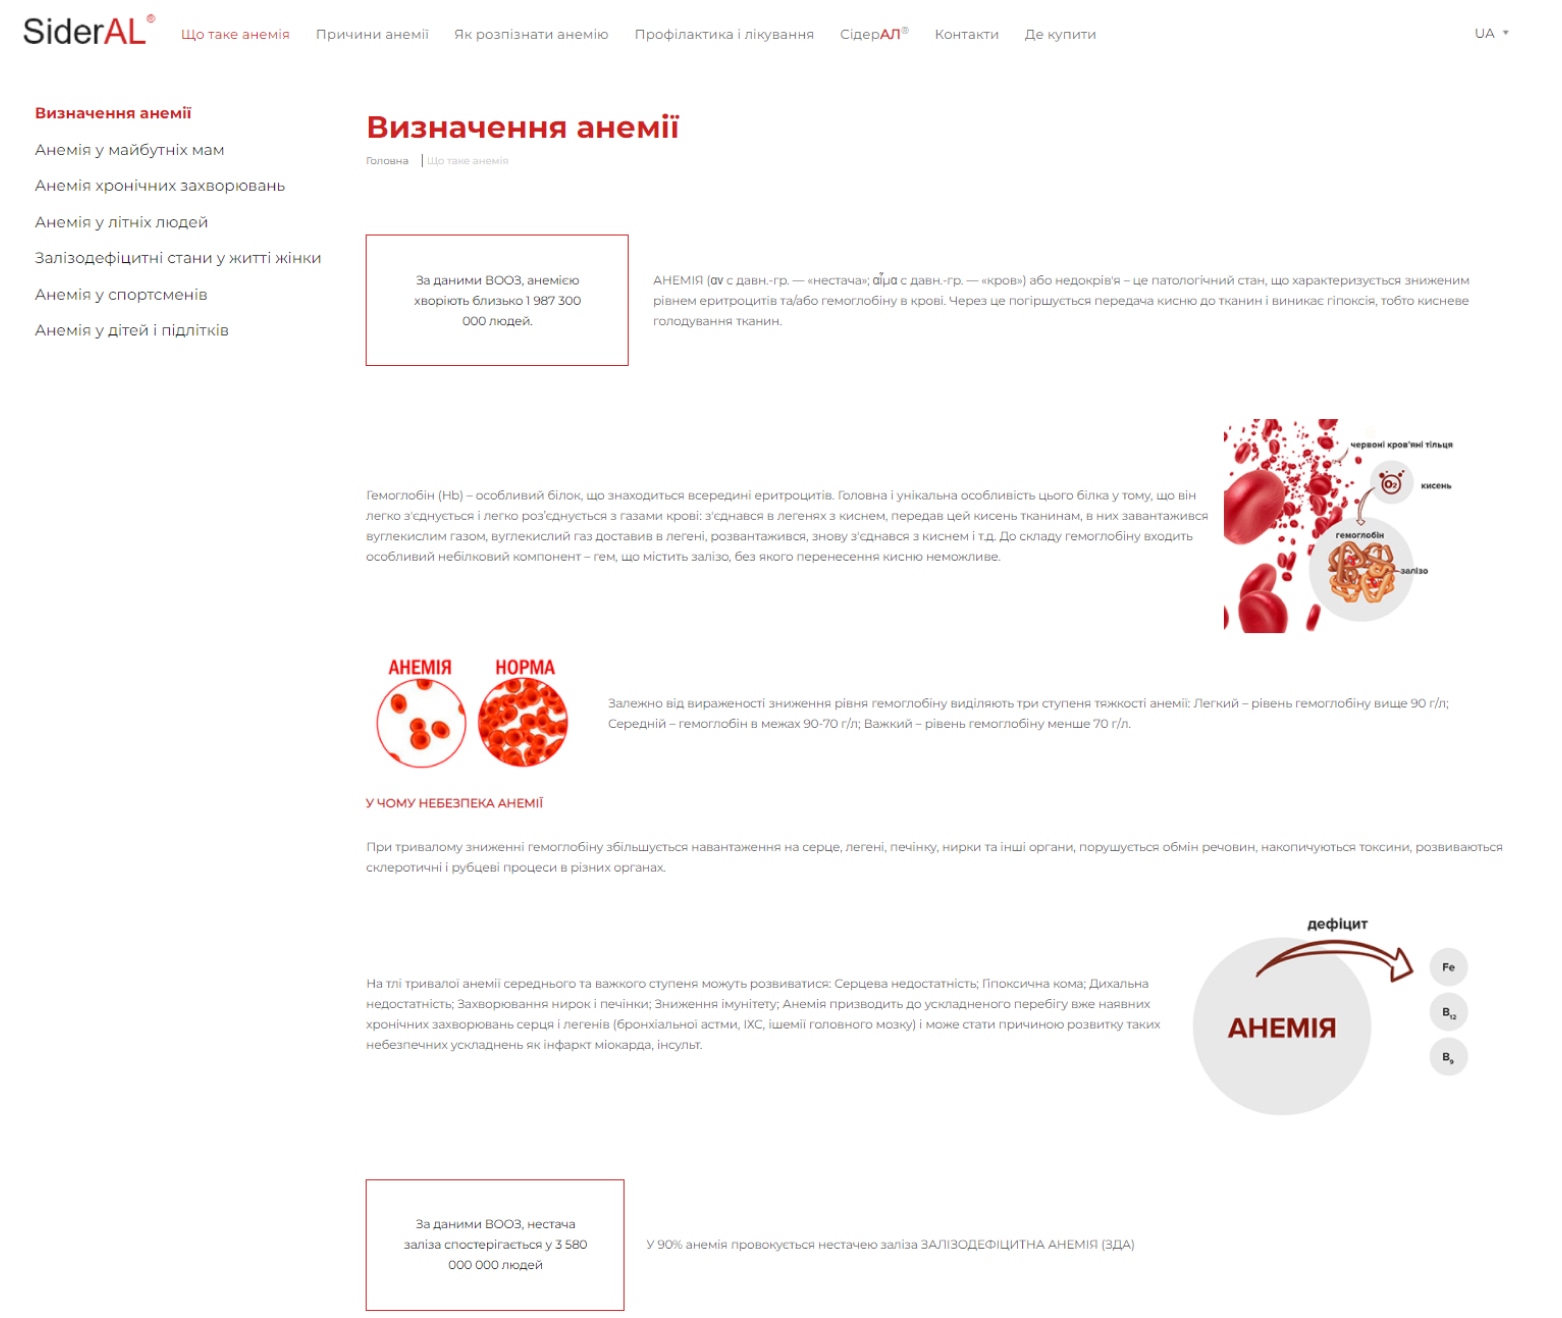 SiderAL®
Що таке анемія
Причини анемії
Як розпізнати анемію
Профілактика і лікування
СідерАЛ®
Контакти
Де купити
UA
Визначення анемії
Анемія у майбутніх мам
Анемія хронічних захворювань
Анемія у літніх людей
Залізодефіцитні стани у житті жінки
Анемія у спортсменів
Анемія у дітей і підлітків
Визначення анемії
Головна | Що таке анемія
За даними ВООЗ, анемією
хворіють близько 1 987 300
000 людей.
АНЕМІЯ (αν с давн.-гр. — «нестача»; αἷμα с давн.-гр. — «кров») або недокрів'я – це патологічний стан, що характеризується зниженим
рівнем еритроцитів та/або гемоглобіну в крові. Через це погіршується передача кисню до тканин і виникає гіпоксія, тобто кисневе
голодування тканин.
Гемоглобін (Hb) – особливий білок, що знаходиться всередині еритроцитів. Головна і унікальна особливість цього білка у тому, що він
легко з'єднується і легко роз'єднується з газами крові: з'єднався в легенях з киснем, передав цей кисень тканинам, в них завантажився
вуглекислим газом, вуглекислий газ доставив в легені, розвантажився, знову з'єднався з киснем і т.д. До складу гемоглобіну входить
особливий небілковий компонент – гем, що містить залізо, без якого перенесення кисню неможливе.
червоні кров'яні тільця
O₂
кисень
гемоглобін
залізо
АНЕМІЯ
НОРМА
Залежно від вираженості зниження рівня гемоглобіну виділяють три ступеня тяжкості анемії: Легкий – рівень гемоглобіну вище 90 г/л;
Середній – гемоглобін в межах 90-70 г/л; Важкий – рівень гемоглобіну менше 70 г/л.
У ЧОМУ НЕБЕЗПЕКА АНЕМІЇ
При тривалому зниженні гемоглобіну збільшується навантаження на серце, легені, печінку, нирки та інші органи, порушується обмін речовин, накопичуються токсини, розвиваються
склеротичні і рубцеві процеси в різних органах.
На тлі тривалої анемії середнього та важкого ступеня можуть розвиватися: Серцева недостатність; Гіпоксична кома; Дихальна
недостатність; Захворювання нирок і печінки; Зниження імунітету; Анемія призводить до ускладненого перебігу вже наявних
хронічних захворювань серця і легенів (бронхіальної астми, ІХС, ішемії головного мозку) і може стати причиною розвитку таких
небезпечних ускладнень як інфаркт міокарда, інсульт.
дефіцит
АНЕМІЯ
Fe
B₁₂
B₉
За даними ВООЗ, нестача
заліза спостерігається у 3 580
000 000 людей
У 90% анемія провокується нестачею заліза ЗАЛІЗОДЕФІЦИТНА АНЕМІЯ (ЗДА)